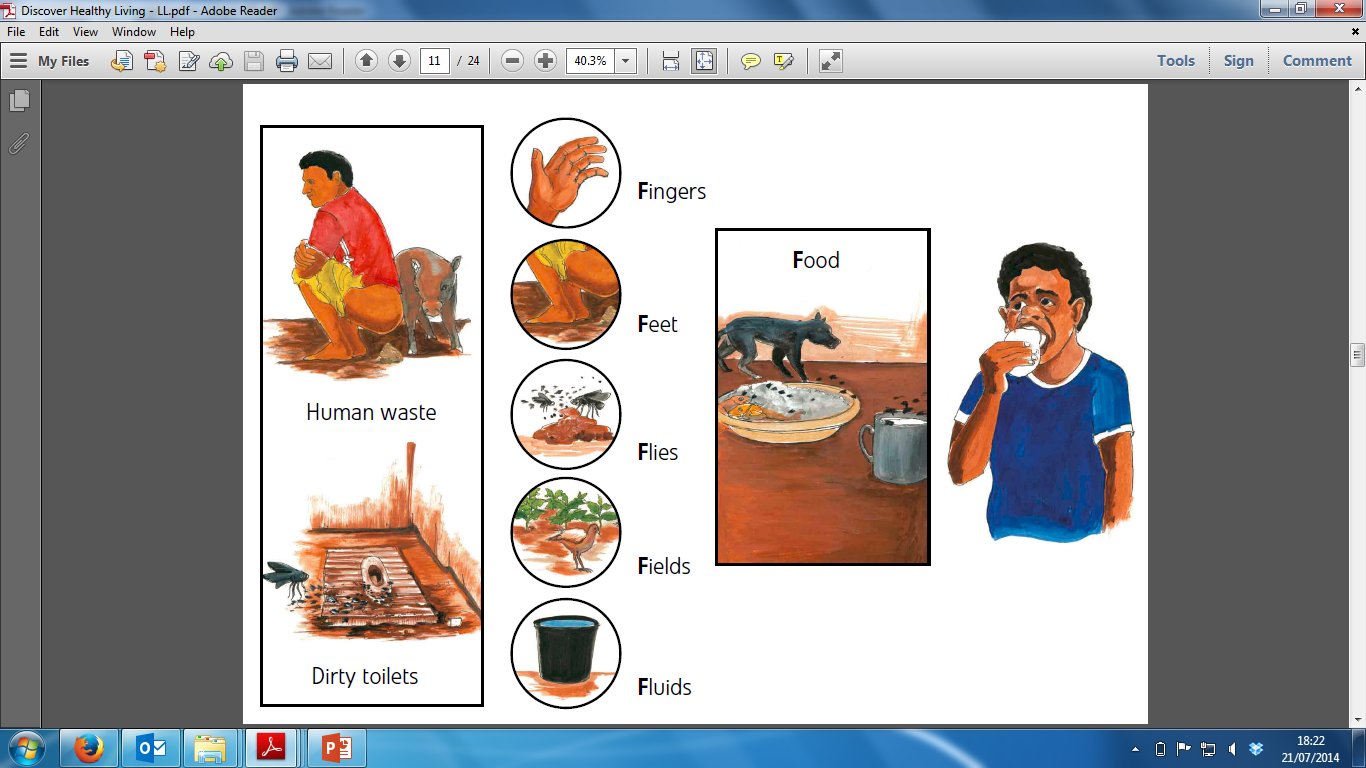 Discover Healthy Living - LL.pdf - Adobe Reader
File Edit View Window Help
My Files 11 / 24 40.3% Tools Sign Comment
Human waste
Dirty toilets
Fingers
Feet
Flies
Fields
Fluids
Food
18:22
21/07/2014